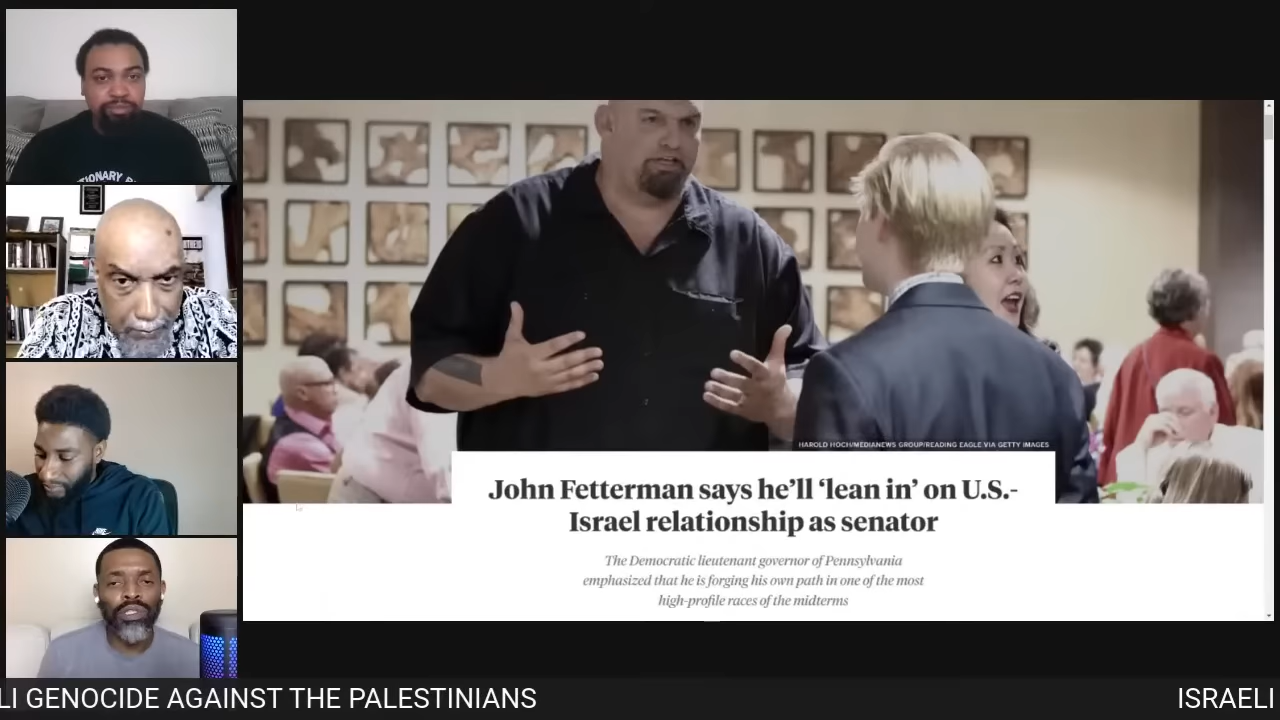 TIONARY
HAROLD HOCH/MEDIANEWS GROUP/READING EAGLE VIA GETTY IMAGES
John Fetterman says he'll 'lean in' on U.S.-
Israel relationship as senator
The Democratic lieutenant governor of Pennsylvania
emphasized that he is forging his own path in one of the most
high-profile races of the midterms
LI GENOCIDE AGAINST THE PALESTINIANS
ISRAELI